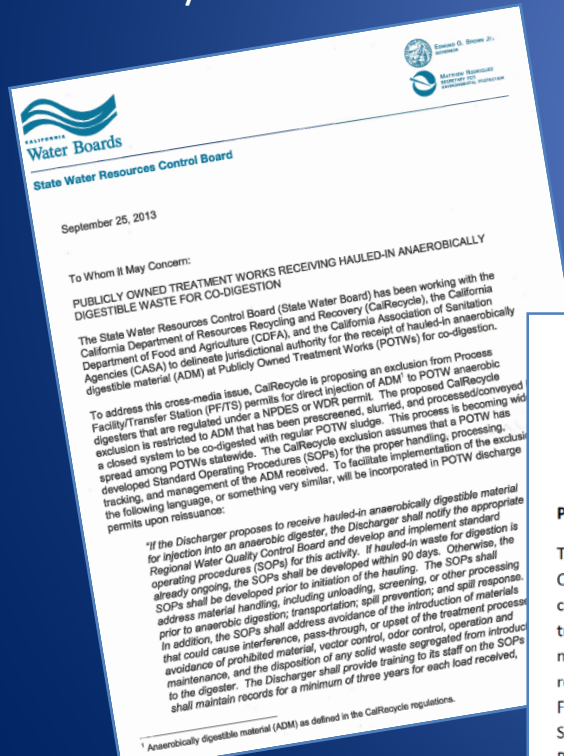 EDMUND G. BROWN JR.
GOVERNOR
MATTHEW RODRIQUEZ
SECRETARY FOR
ENVIRONMENTAL PROTECTION
CALIFORNIA
Water Boards
State Water Resources Control Board
September 25, 2013
To Whom It May Concern:
PUBLICLY OWNED TREATMENT WORKS RECEIVING HAULED-IN ANAEROBICALLY
DIGESTIBLE WASTE FOR CO-DIGESTION
The State Water Resources Control Board (State Water Board) has been working with the
California Department of Resources Recycling and Recovery (CalRecycle), the California
Department of Food and Agriculture (CDFA), and the California Association of Sanitation
Agencies (CASA) to delineate jurisdictional authority for the receipt of hauled-in anaerobically
digestible material (ADM) at Publicly Owned Treatment Works (POTWs) for co-digestion.
To address this cross-media issue, CalRecycle is proposing an exclusion from Process
Facility/Transfer Station (PF/TS) permits for direct injection of ADM¹ to POTW anaerobic
digesters that are regulated under a NPDES or WDR permit. The proposed CalRecycle
exclusion is restricted to ADM that has been prescreened, slurried, and processed/conveyed
a closed system to be co-digested with regular POTW sludge. This process is becoming wid
spread among POTWs statewide. The CalRecycle exclusion assumes that a POTW has
developed Standard Operating Procedures (SOPs) for the proper handling, processing,
tracking, and management of the ADM received. To facilitate implementation of the exclusi
the following language, or something very similar, will be incorporated in POTW discharge
permits upon reissuance:
"If the Discharger proposes to receive hauled-in anaerobically digestible material
for injection into an anaerobic digester, the Discharger shall notify the appropriate
Regional Water Quality Control Board and develop and implement standard
operating procedures (SOPs) for this activity. If hauled-in waste for digestion is
already ongoing, the SOPs shall be developed within 90 days. Otherwise, the
SOPs shall be developed prior to initiation of the hauling. The SOPs shall
address material handling, including unloading, screening, or other processing
prior to anaerobic digestion; transportation; spill prevention; and spill response.
In addition, the SOPs shall address avoidance of the introduction of materials
that could cause interference, pass-through, or upset of the treatment processe
avoidance of prohibited material, vector control, odor control, operation and
maintenance, and the disposition of any solid waste segregated from introduct
to the digester. The Discharger shall provide training to its staff on the SOPs
shall maintain records for a minimum of three years for each load received,
¹ Anaerobically digestible material (ADM) as defined in the CalRecycle regulations.